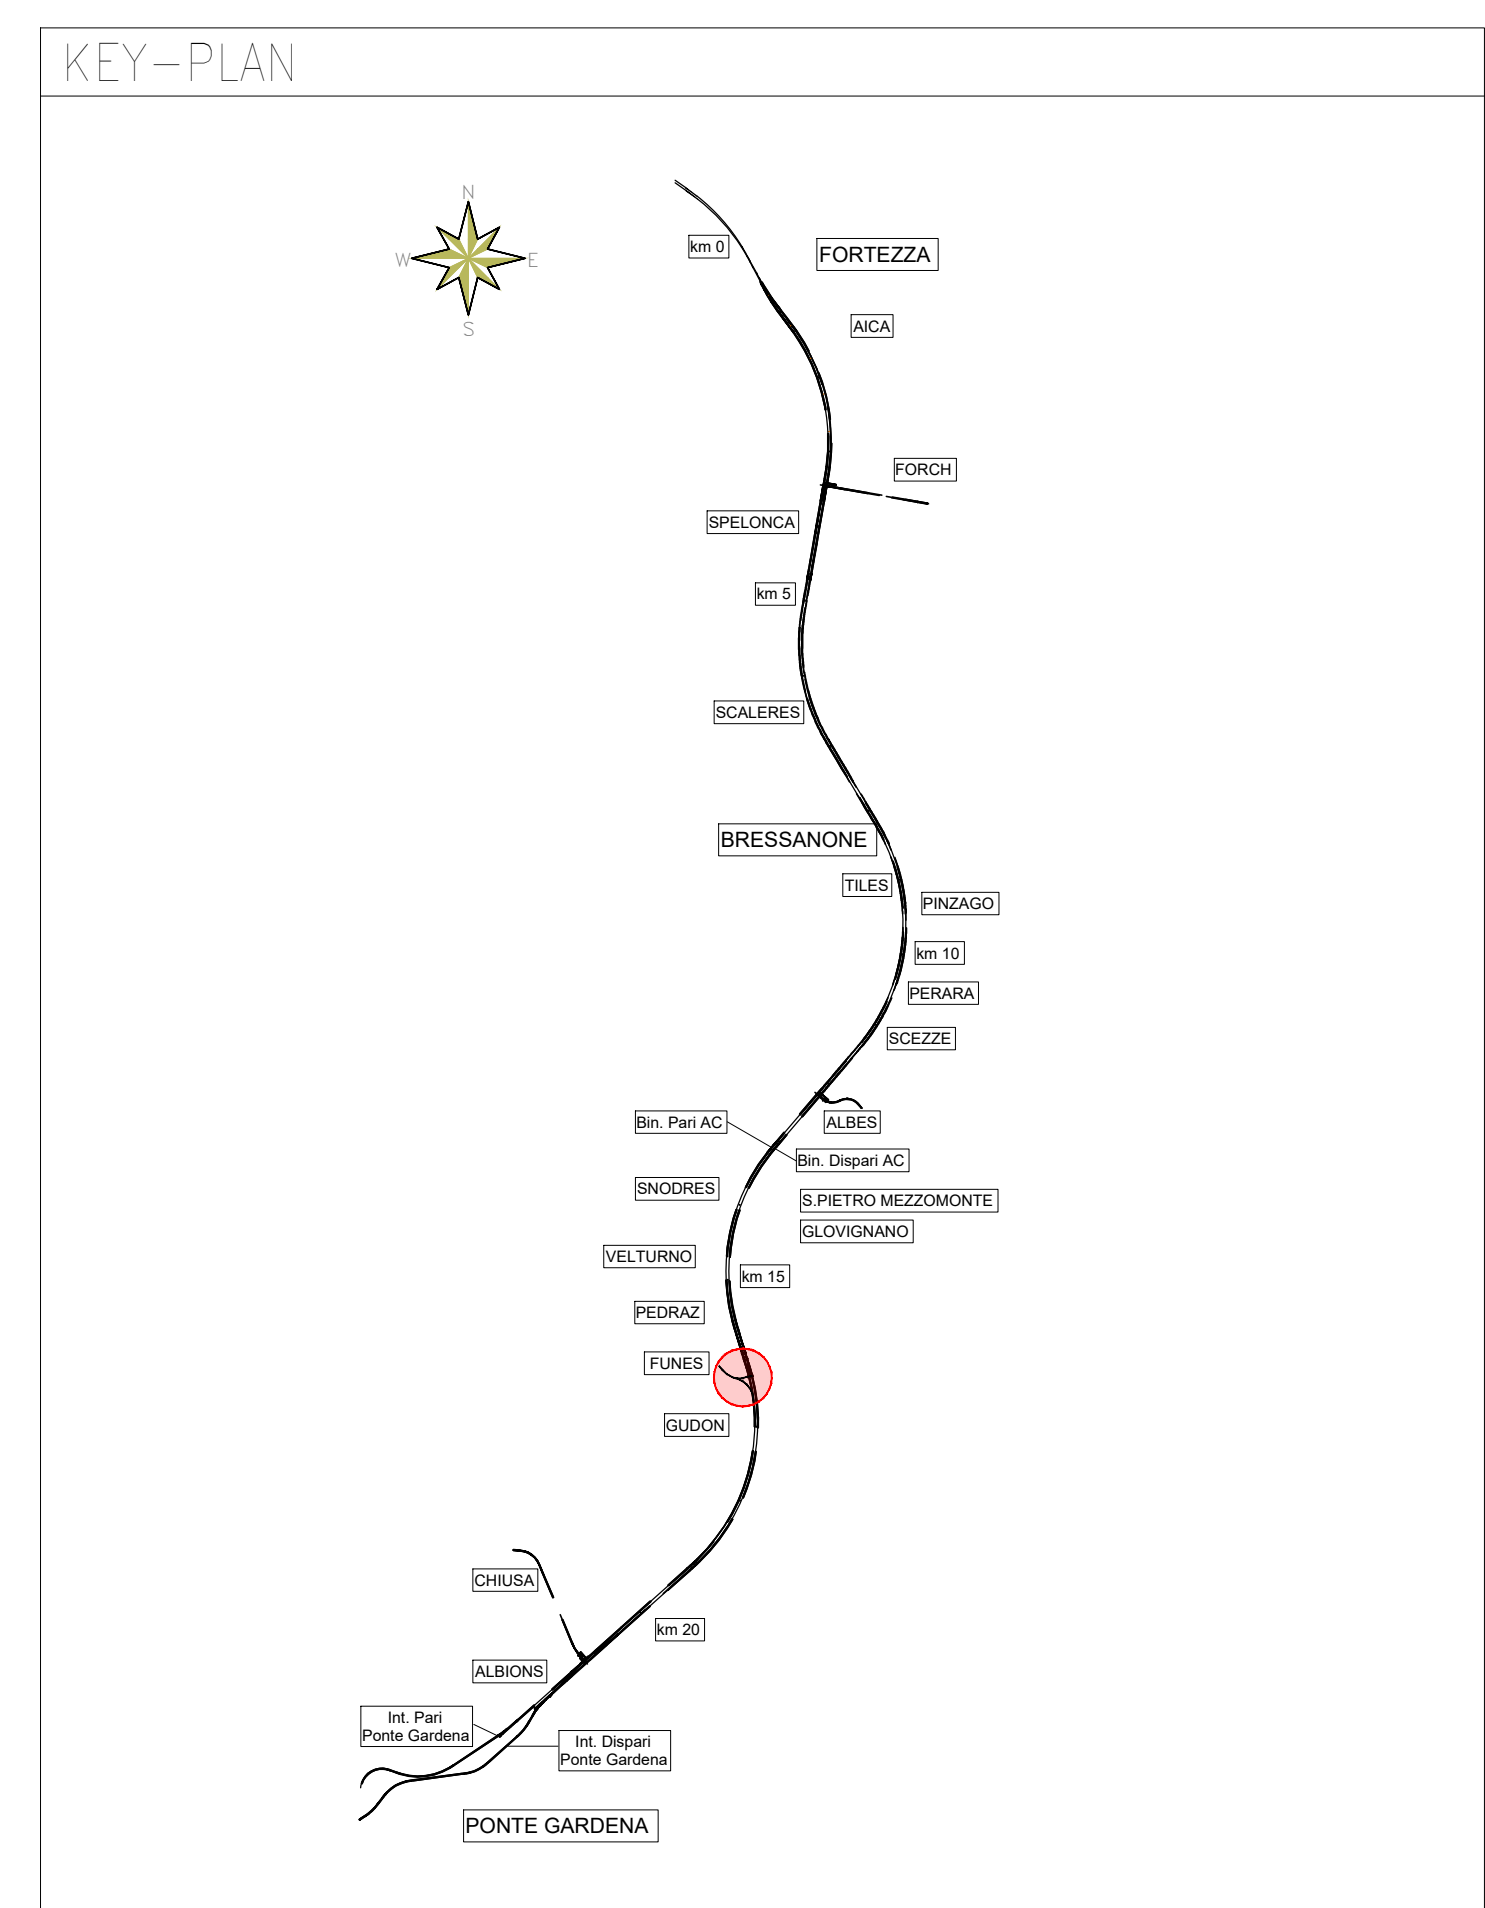 KEY-PLAN
N
W
E
S
km 0
FORTEZZA
AICA
FORCH
SPELONCA
km 5
SCALERES
BRESSANONE
TILES
PINZAGO
km 10
PERARA
SCEZZE
ALBES
Bin. Pari AC
Bin. Dispari AC
SNODRES
S.PIETRO MEZZOMONTE
GLOVIGNANO
VELTURNO
km 15
PEDRAZ
FUNES
GUDON
CHIUSA
km 20
ALBIONS
Int. Pari
Ponte Gardena
Int. Dispari
Ponte Gardena
PONTE GARDENA